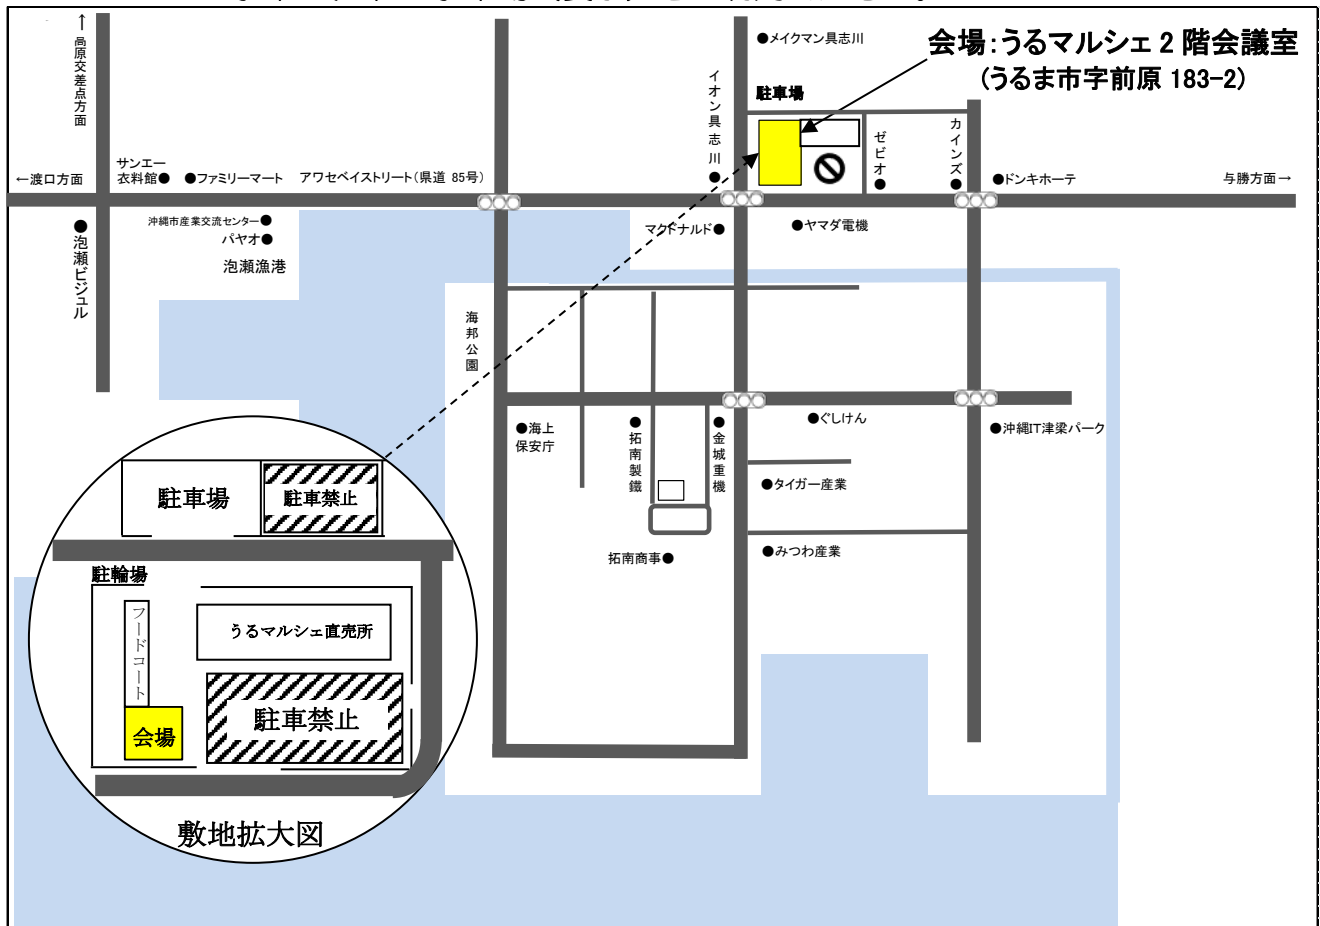 会場：うるマルシェ2階会議室
(うるま市字前原 183-2)
↑高原交差点方面
●メイクマン具志川
駐車場
イオン具志川●
ゼビオ●
カインズ●
サンエー
衣料館●
●ファミリーマート
アワセベイストリート(県道 85号)
←渡口方面
●ドンキホーテ
与勝方面→
●泡瀬ビジュル
沖縄市産業交流センター●
パヤオ●
泡瀬漁港
マクドナルド●
●ヤマダ電機
海邦公園
●海上
保安庁
●拓南製鐵
●金城重機
●ぐしけん
●沖縄IT津梁パーク
●タイガー産業
拓南商事●
●みつわ産業
駐車場
駐車禁止
駐輪場
フードコート
うるマルシェ直売所
会場
駐車禁止
敷地拡大図